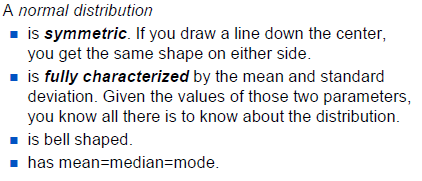 A normal distribution
is symmetric. If you draw a line down the center,
you get the same shape on either side.
is fully characterized by the mean and standard
deviation. Given the values of those two parameters,
you know all there is to know about the distribution.
is bell shaped.
has mean=median=mode.